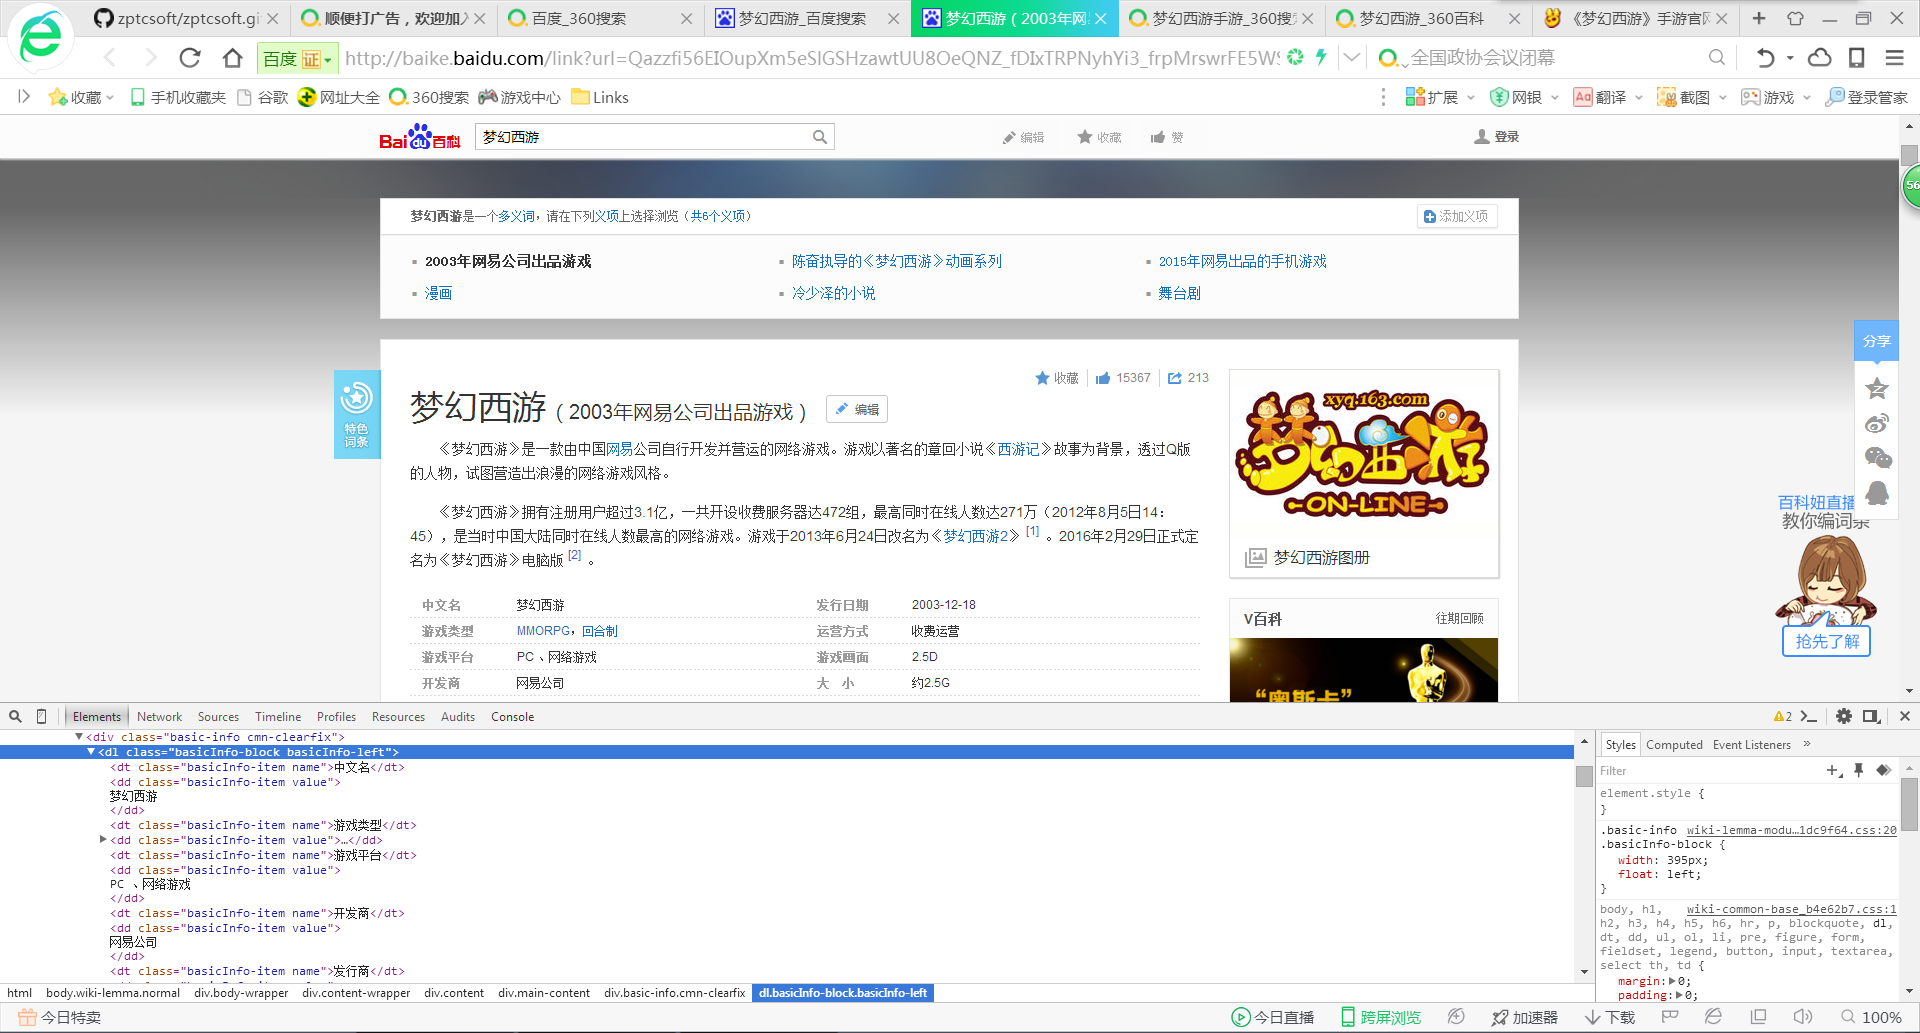 zptcsoft/zptcsoft.gi
顺便打广告，欢迎加入
百度_360搜索
梦幻西游_百度搜索
梦幻西游（2003年网
梦幻西游手游_360搜
梦幻西游_360百科
《梦幻西游》手游官网
百度 证
http://baike.baidu.com/link?url=Qazzfi56EIOupXm5eSlGSHzawtUU8OeQNZ_fDIxTRPNyhYi3_frpMrswrFE5WS
全国政协会议闭幕
收藏 手机收藏夹 谷歌 网址大全 360搜索 游戏中心 Links
扩展 网银 翻译 截图 游戏 登录管家
Bai du 百科 梦幻西游 编辑 收藏 赞 登录
56
梦幻西游是一个多义词，请在下列义项上选择浏览（共6个义项） 添加义项
2003年网易公司出品游戏 陈奋执导的《梦幻西游》动画系列 2015年网易出品的手机游戏
漫画 冷少泽的小说 舞台剧
分享
特色
词条
收藏 15367 213
梦幻西游（2003年网易公司出品游戏） 编辑
《梦幻西游》是一款由中国网易公司自行开发并营运的网络游戏。游戏以著名的章回小说《西游记》故事为背景，透过Q版
的人物，试图营造出浪漫的网络游戏风格。
《梦幻西游》拥有注册用户超过3.1亿，一共开设收费服务器达472组，最高同时在线人数达271万（2012年8月5日14：
45），是当时中国大陆同时在线人数最高的网络游戏。游戏于2013年6月24日改名为《梦幻西游2》[1] 。2016年2月29日正式定
名为《梦幻西游》电脑版 [2] 。
xyq.163.com
梦幻西游
ON-LINE
梦幻西游图册
百科妞直播
教你编词条
抢先了解
中文名 梦幻西游 发行日期 2003-12-18
游戏类型 MMORPG，回合制 运营方式 收费运营
游戏平台 PC 、网络游戏 游戏画面 2.5D
开发商 网易公司 大 小 约2.5G
V百科 往期回顾
“奥斯卡”
Elements Network Sources Timeline Profiles Resources Audits Console 2
<div class="basic-info cmn-clearfix">
<dl class="basicInfo-block basicInfo-left">
<dt class="basicInfo-item name">中文名</dt>
<dd class="basicInfo-item value">
梦幻西游
</dd>
<dt class="basicInfo-item name">游戏类型</dt>
<dd class="basicInfo-item value">…</dd>
<dt class="basicInfo-item name">游戏平台</dt>
<dd class="basicInfo-item value">
PC 、网络游戏
</dd>
<dt class="basicInfo-item name">开发商</dt>
<dd class="basicInfo-item value">
网易公司
</dd>
<dt class="basicInfo-item name">发行商</dt>
Styles Computed Event Listeners »
Filter
element.style {
}
.basic-info wiki-lemma-modu…1dc9f64.css:20
.basicInfo-block {
width: 395px;
float: left;
}
body, h1, wiki-common-base_b4e62b7.css:1
h2, h3, h4, h5, h6, hr, p, blockquote, dl,
dt, dd, ul, ol, li, pre, figure, form,
fieldset, legend, button, input, textarea,
select th, td {
margin:▶0;
padding:▶0;
html body.wiki-lemma.normal div.body-wrapper div.content-wrapper div.content div.main-content div.basic-info.cmn-clearfix dl.basicInfo-block.basicInfo-left
今日特卖 今日直播 跨屏浏览 加速器 下载 100%